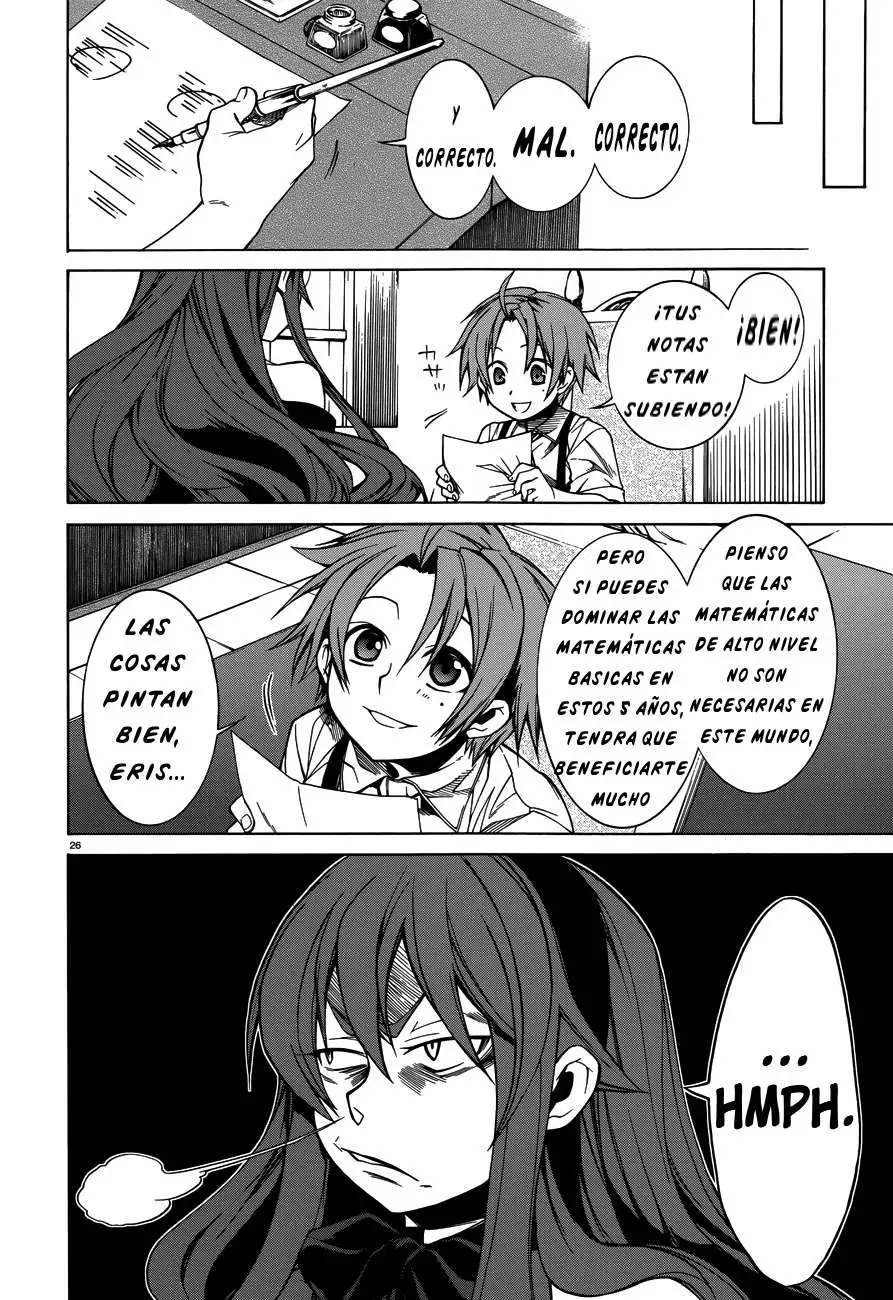 CORRECTO.
MAL.
Y
CORRECTO.
¡BIEN!
¡TUS
NOTAS
ESTAN
SUBIENDO!
PIENSO
QUE LAS
MATEMÁTICAS
DE ALTO NIVEL
NO SON
NECESARIAS EN
ESTE MUNDO,
PERO
SI PUEDES
DOMINAR LAS
MATEMÁTICAS
BASICAS EN
ESTOS 5 AÑOS,
TENDRA QUE
BENEFICIARTE
MUCHO
LAS
COSAS
PINTAN
BIEN,
ERIS...
26
...
HMPH.